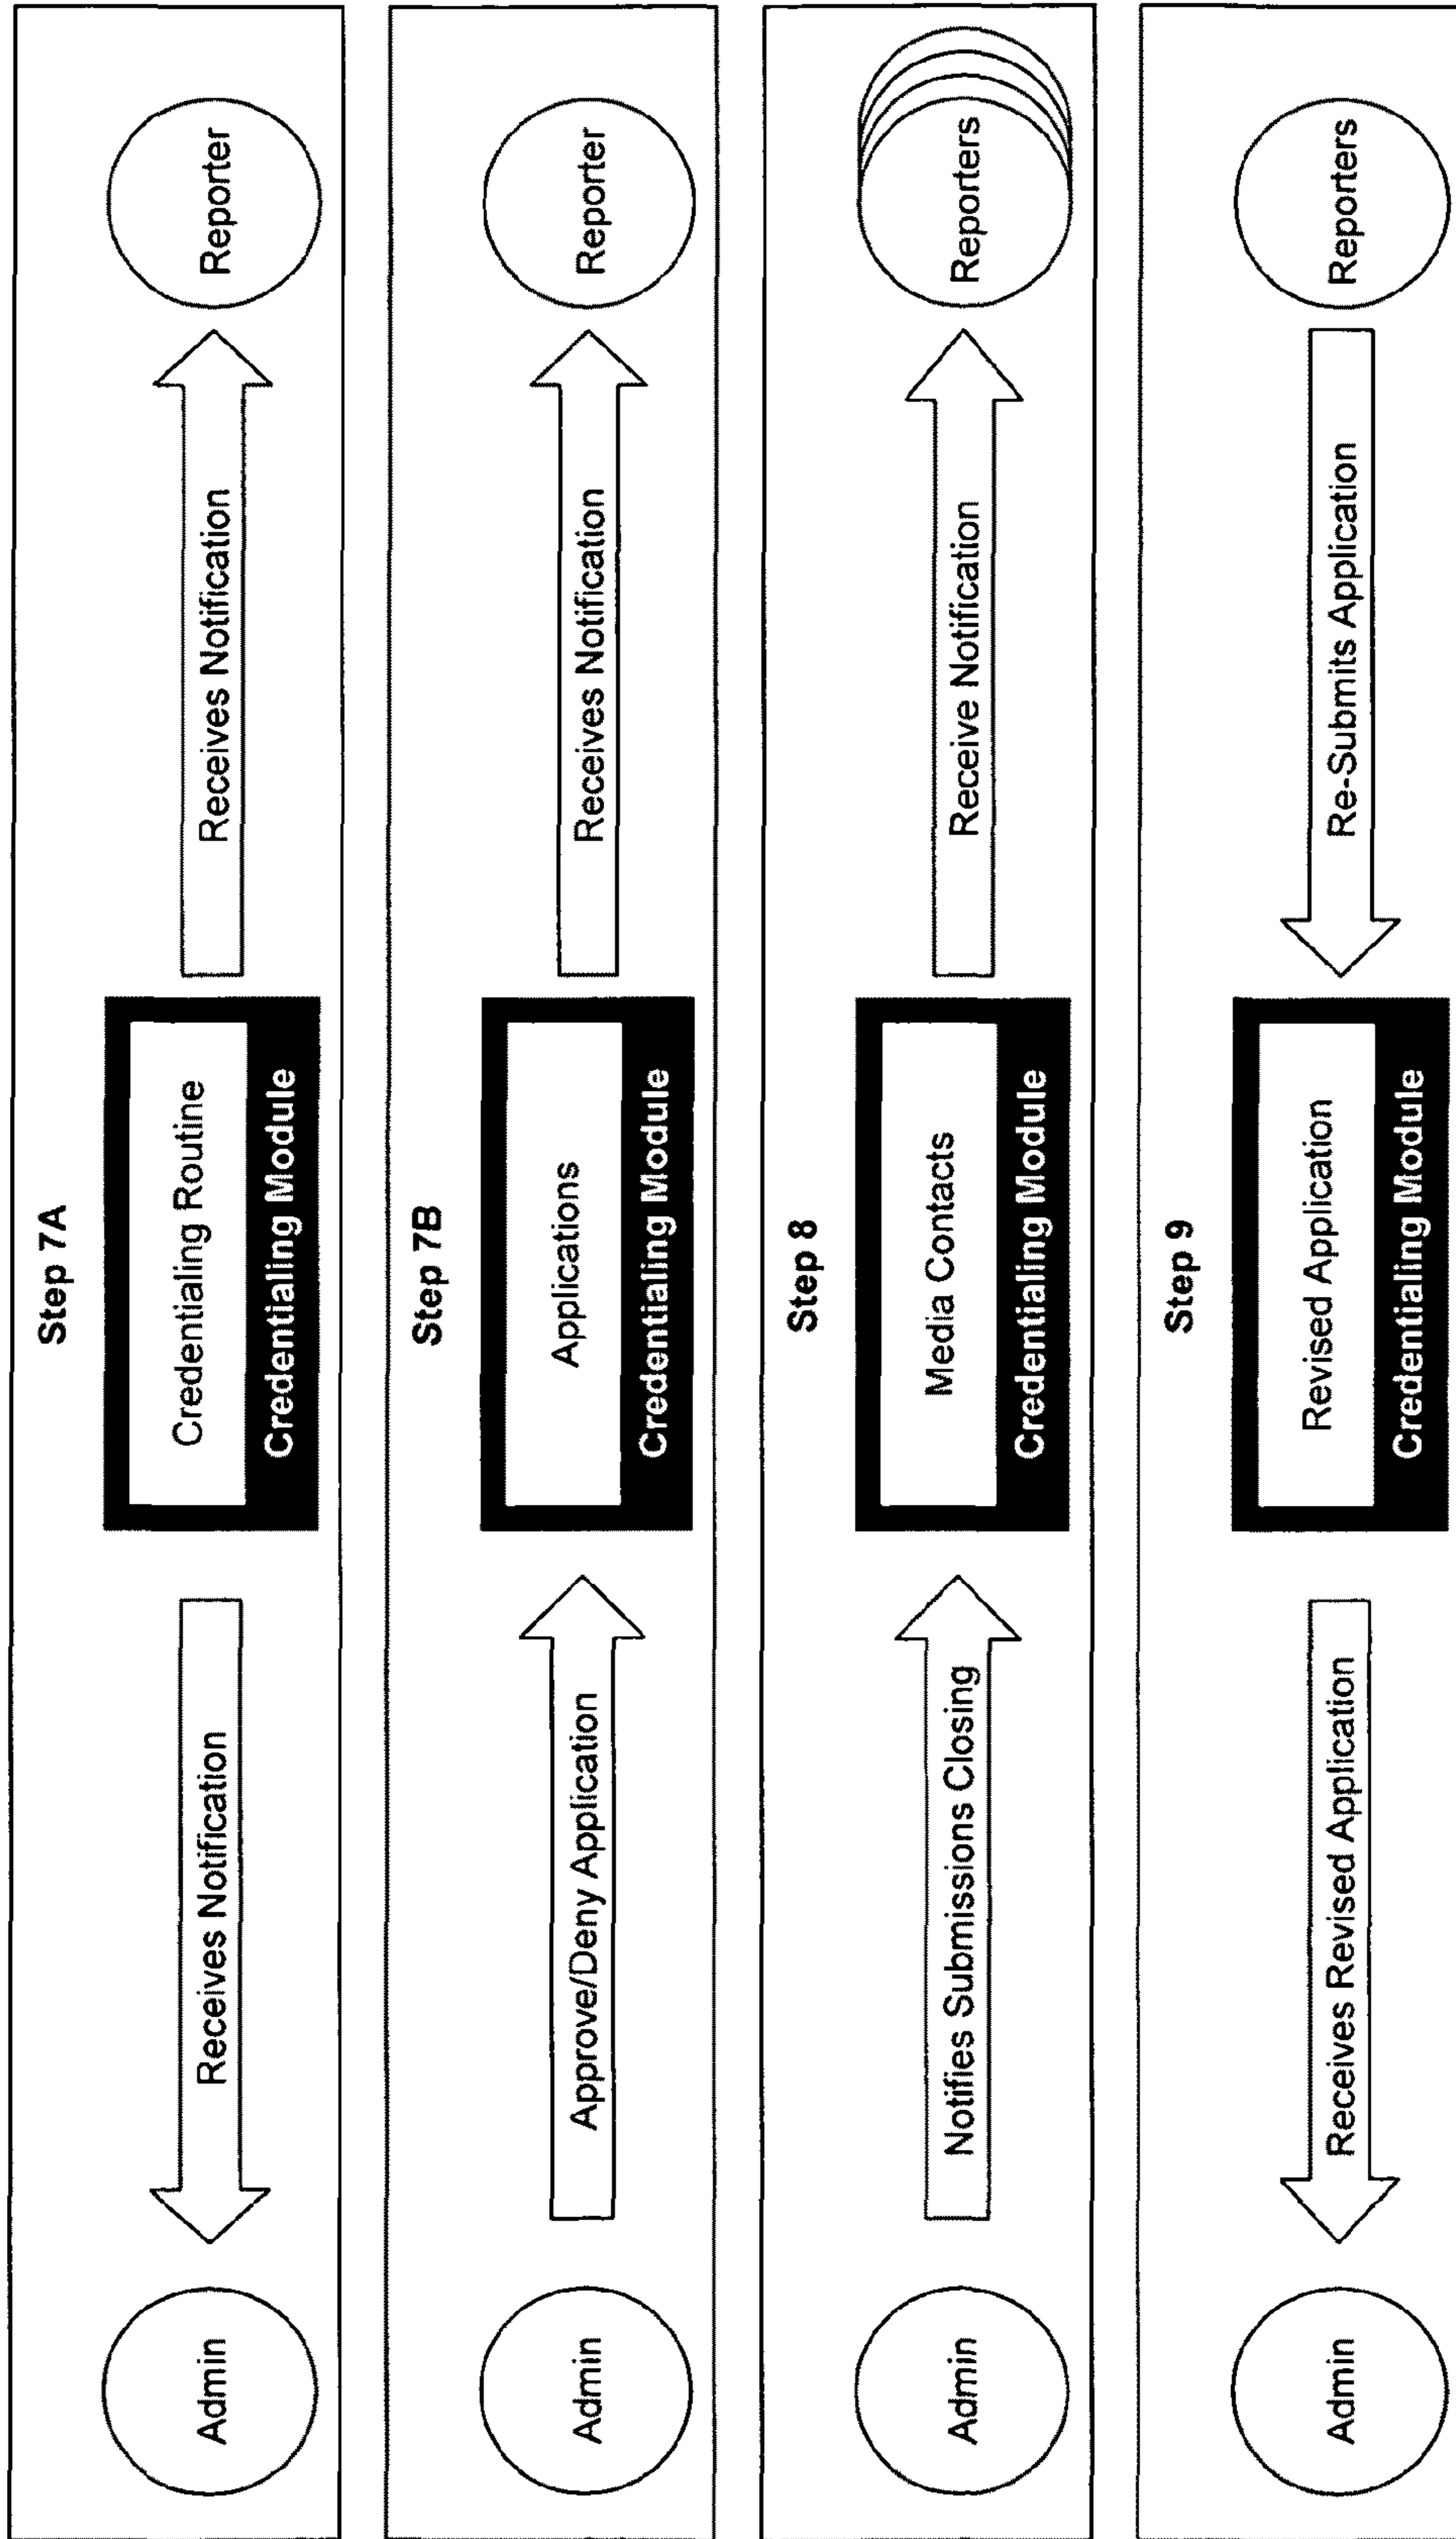 Step 7A
Admin
Receives Notification
Credentialing Routine
Credentialing Module
Receives Notification
Reporter
Step 7B
Admin
Approve/Deny Application
Applications
Credentialing Module
Receives Notification
Reporter
Step 8
Admin
Notifies Submissions Closing
Media Contacts
Credentialing Module
Receive Notification
Reporters
Step 9
Admin
Receives Revised Application
Revised Application
Credentialing Module
Re-Submits Application
Reporters